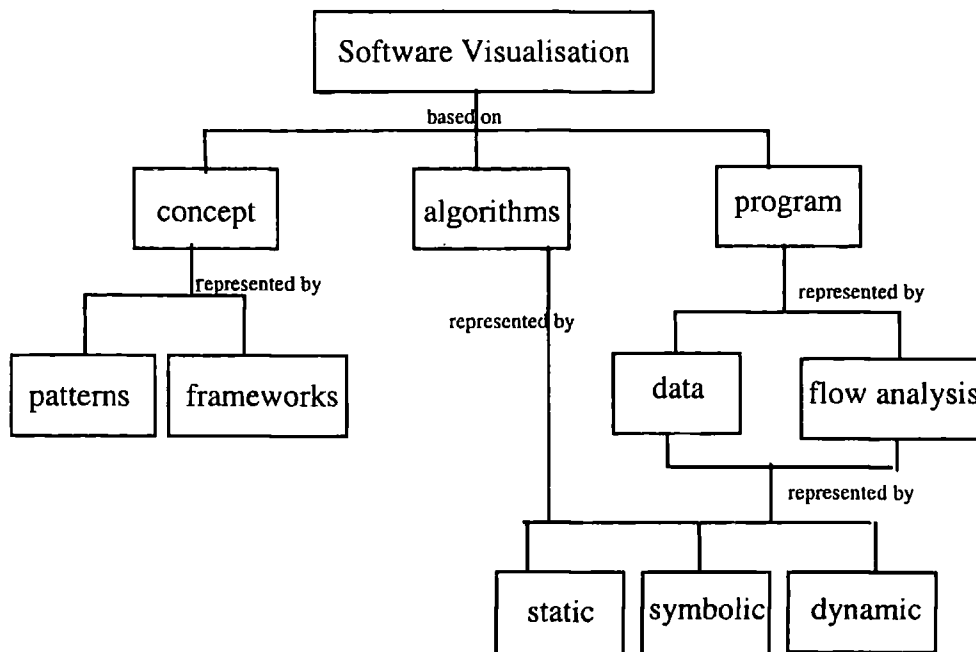 Software Visualisation
based on
concept
algorithms
program
represented by
represented by
represented by
patterns
frameworks
data
flow analysis
represented by
static
symbolic
dynamic